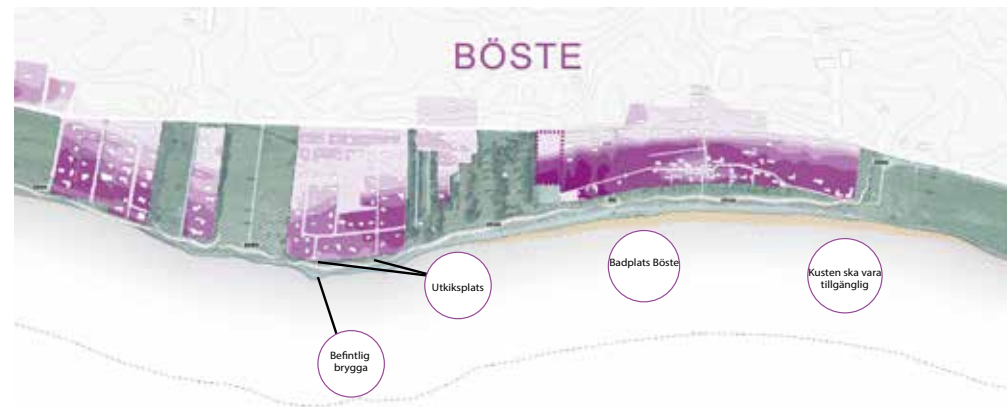 BÖSTE
Utkiksplats
Befintlig
brygga
Badplats Böste
Kusten ska vara
tillgänglig